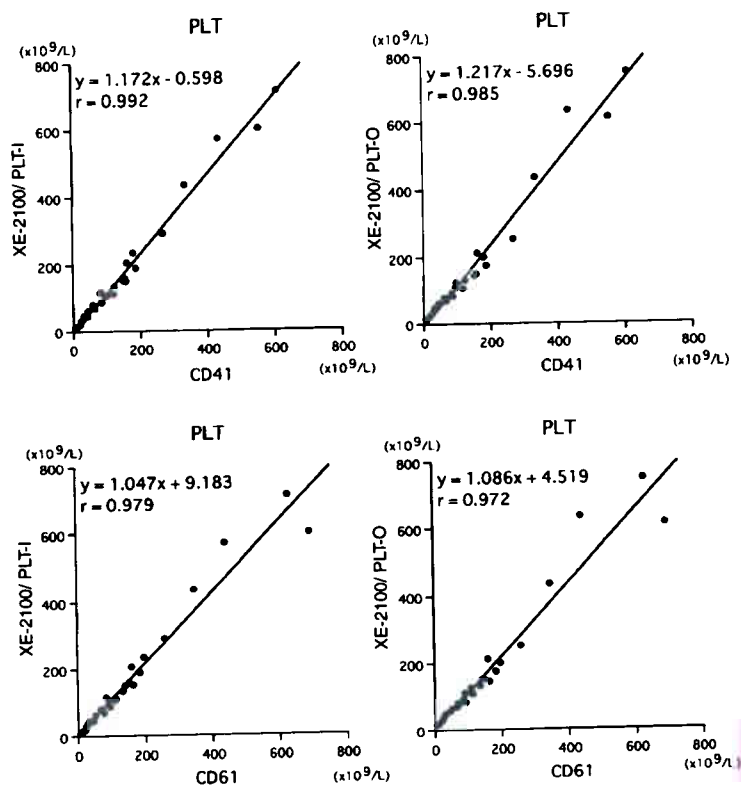 PLT
(x10⁹/L)
y = 1.172x - 0.598
r = 0.992
XE-2100/ PLT-I
800
600
400
200
0
0 200 400 600 800
CD41
(x10⁹/L)
PLT
(x10⁹/L)
y = 1.217x - 5.696
r = 0.985
XE-2100/ PLT-O
800
600
400
200
0
0 200 400 600 800
CD41
(x10⁹/L)
PLT
(x10⁹/L)
y = 1.047x + 9.183
r = 0.979
XE-2100/ PLT-I
800
600
400
200
0
0 200 400 600 800
CD61
(x10⁹/L)
PLT
(x10⁹/L)
y = 1.086x + 4.519
r = 0.972
XE-2100/ PLT-O
800
600
400
200
0
0 200 400 600 800
CD61
(x10⁹/L)